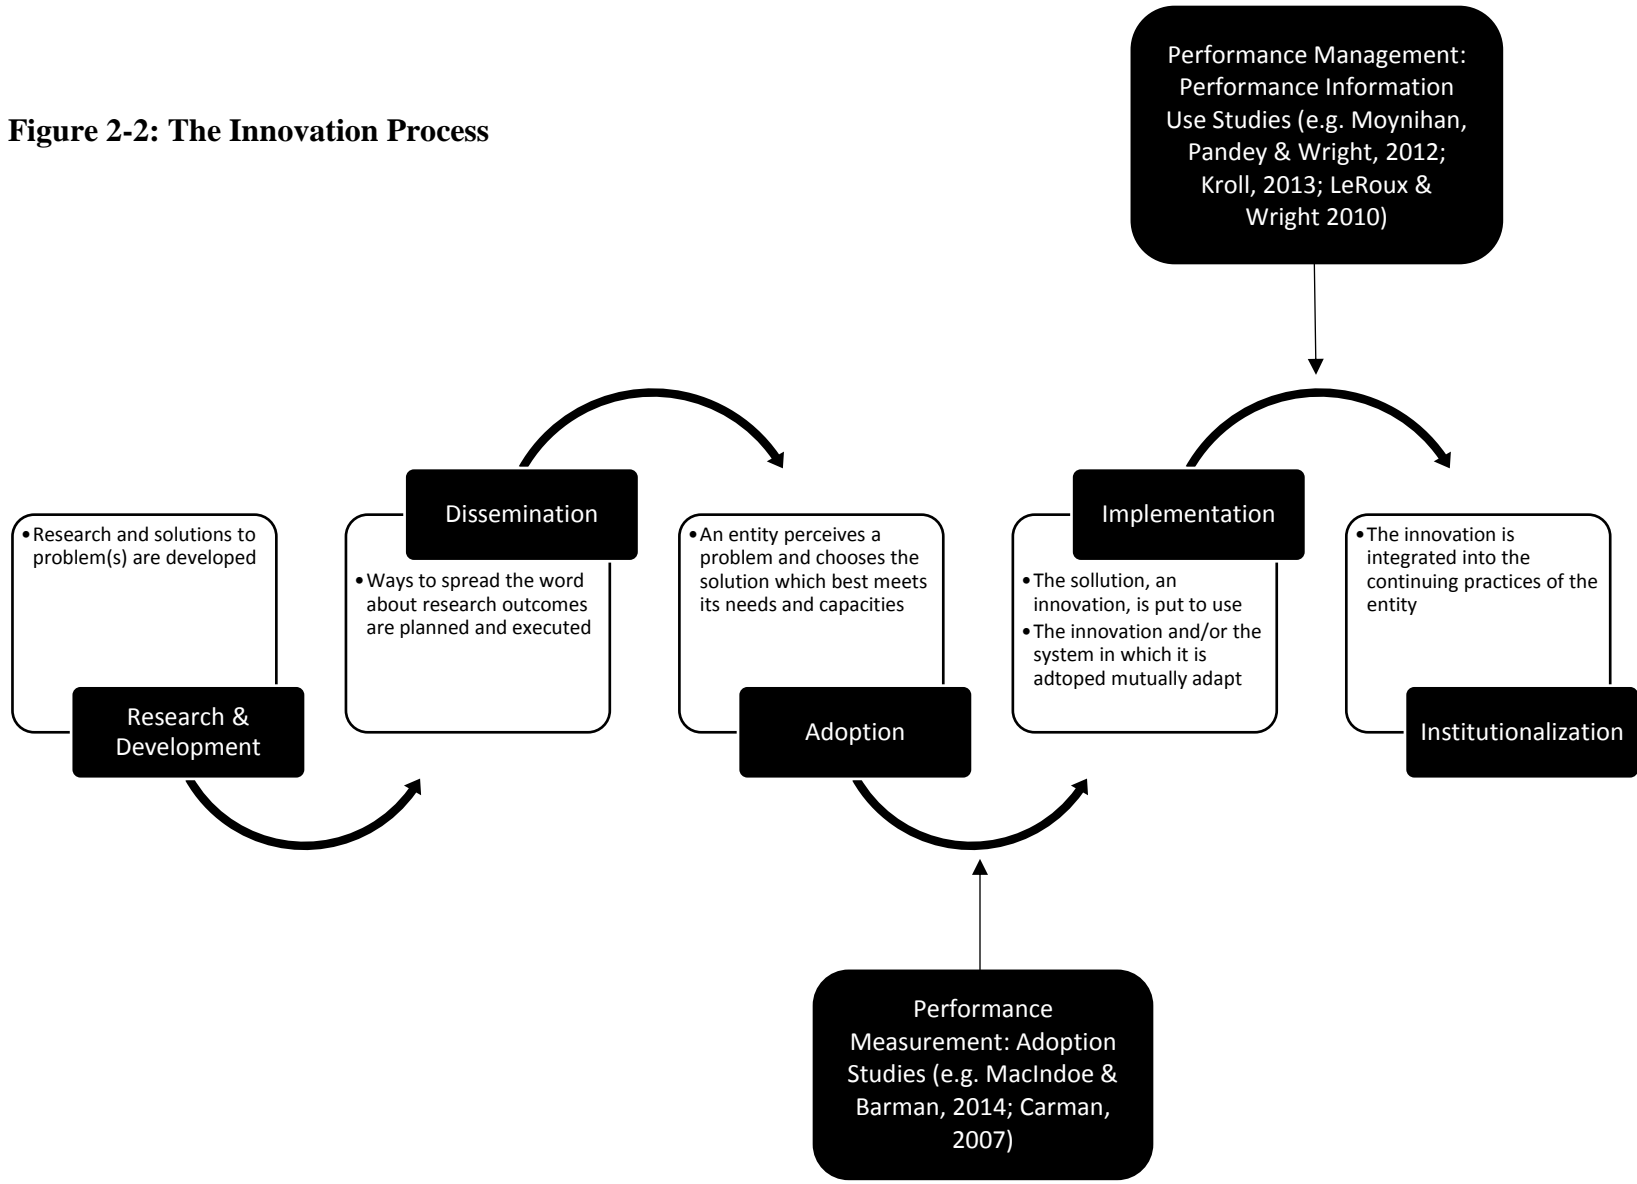 Performance Management:
Performance Information
Use Studies (e.g. Moynihan,
Pandey & Wright, 2012;
Kroll, 2013; LeRoux &
Wright 2010)
Figure 2-2: The Innovation Process
•Research and solutions to
problem(s) are developed
Research &
Development
Dissemination
•Ways to spread the word
about research outcomes
are planned and executed
•An entity perceives a
problem and chooses the
solution which best meets
its needs and capacities
Adoption
Implementation
•The sollution, an
innovation, is put to use
•The innovation and/or the
system in which it is
adtoped mutually adapt
•The innovation is
integrated into the
continuing practices of the
entity
Institutionalization
Performance
Measurement: Adoption
Studies (e.g. MacIndoe &
Barman, 2014; Carman,
2007)